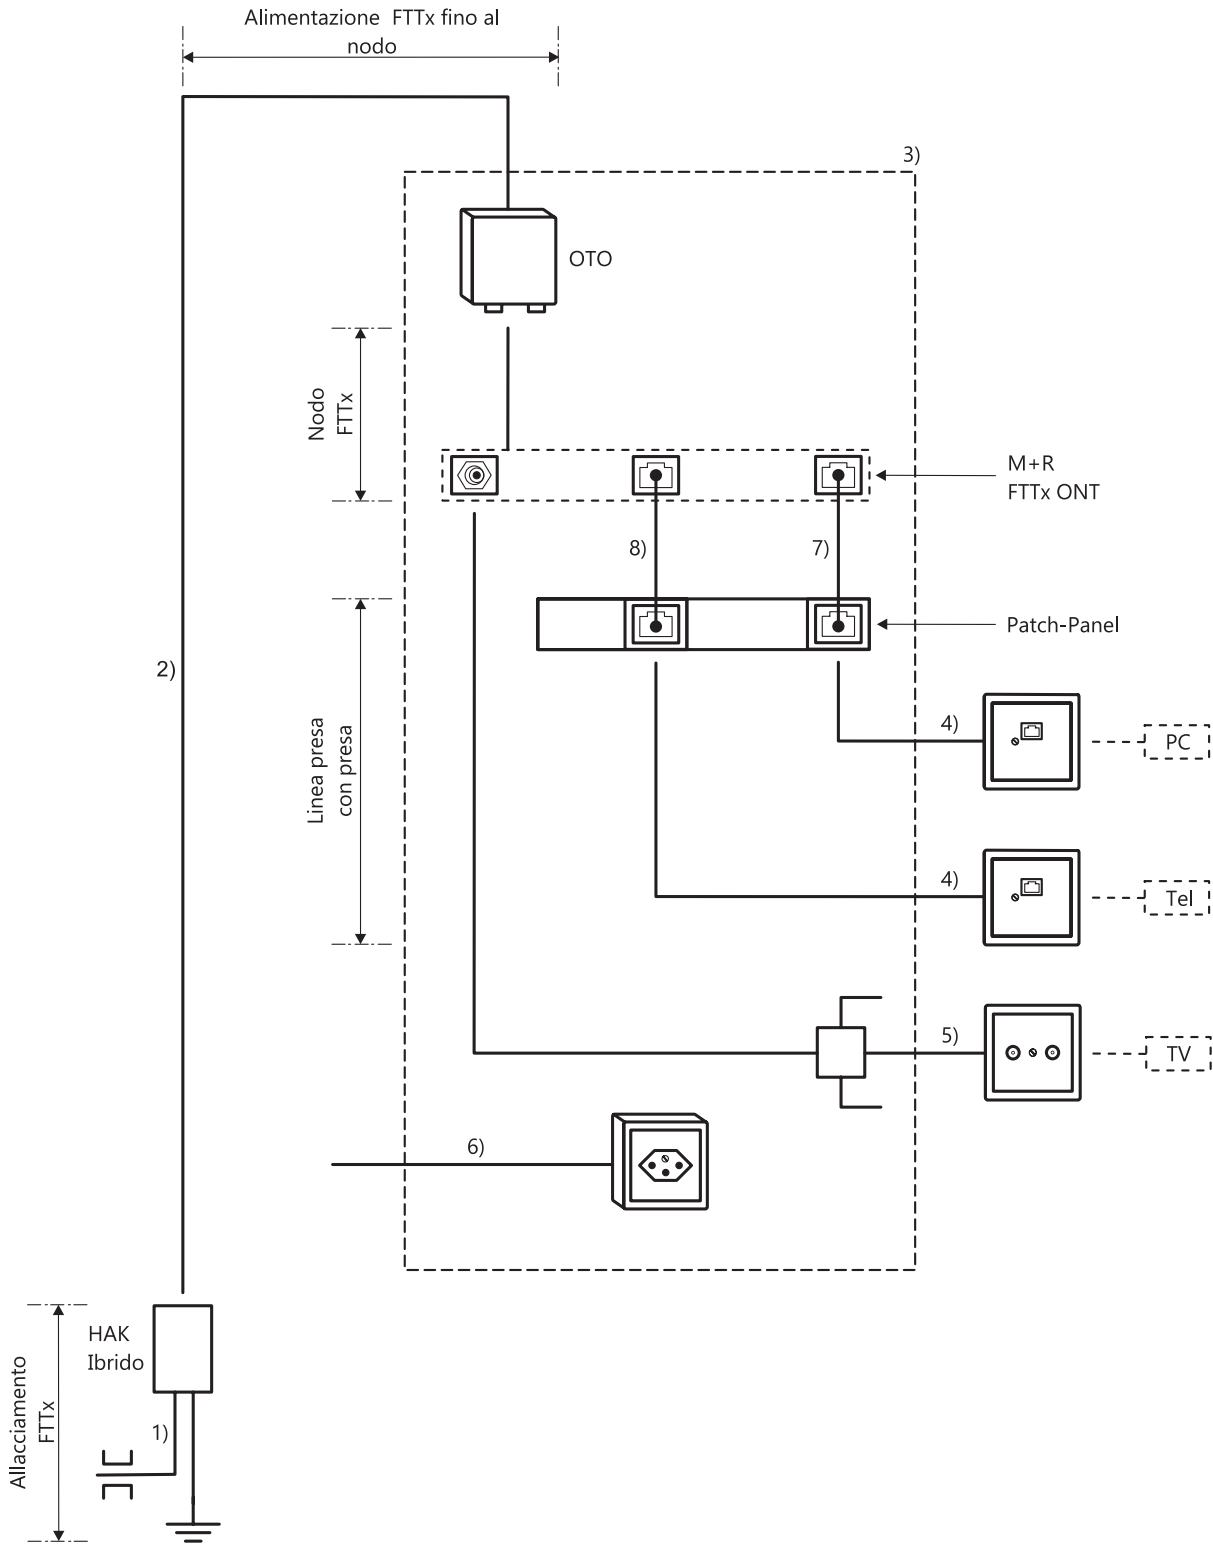 Alimentazione FTTx fino al
nodo
3)
OTO
Nodo
FTTx
M+R
FTTx ONT
8)
7)
Patch-Panel
2)
Linea presa
con presa
4)
PC
4)
Tel
5)
TV
6)
HAK
Ibrido
Allacciamento
FTTx
1)